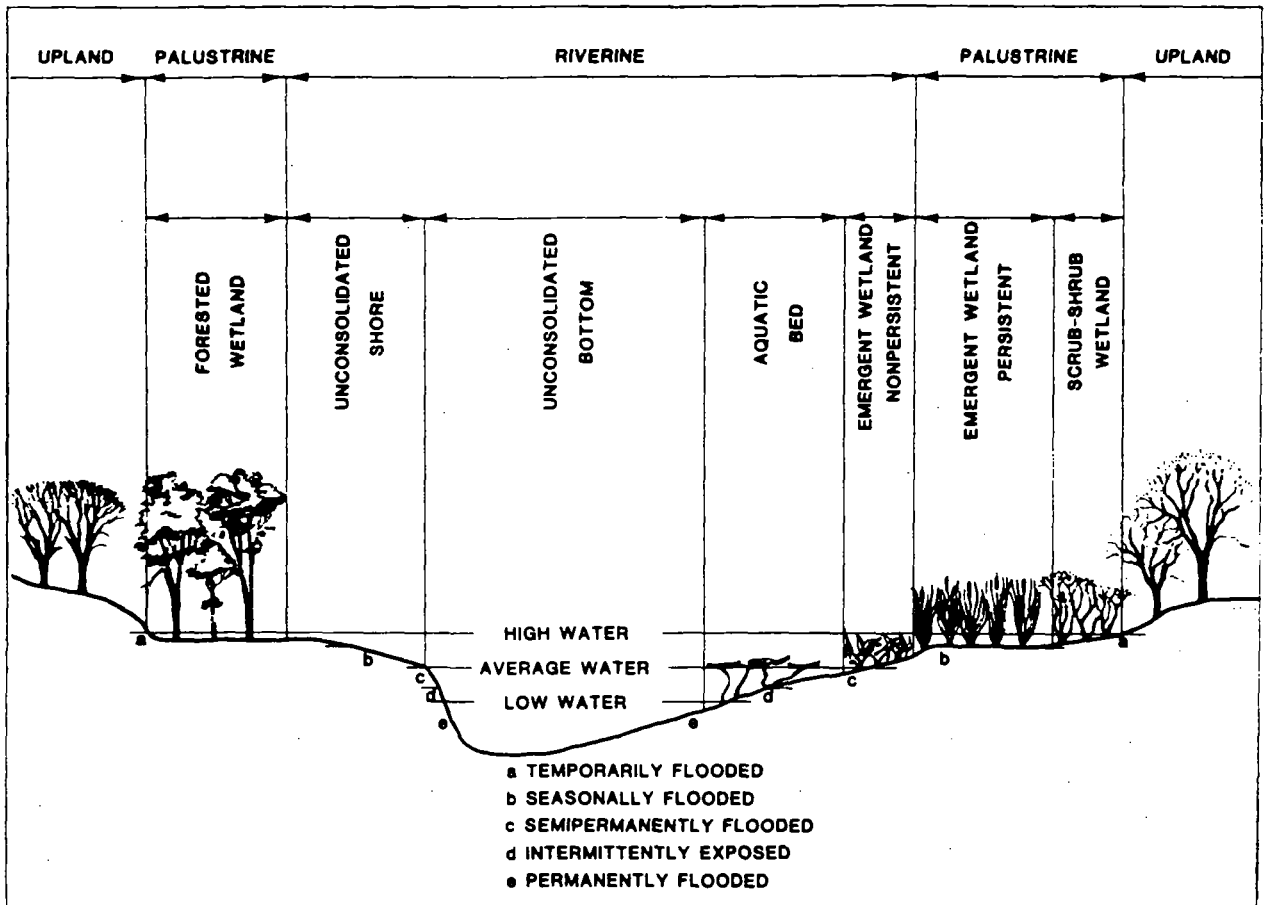 UPLAND PALUSTRINE RIVERINE PALUSTRINE UPLAND
FORESTED
WETLAND
UNCONSOLIDATED
SHORE
UNCONSOLIDATED
BOTTOM
AQUATIC
BED
EMERGENT WETLAND
NONPERSISTENT
EMERGENT WETLAND
PERSISTENT
SCRUB-SHRUB
WETLAND
HIGH WATER
a
a
b
b
AVERAGE WATER
c
c
d
d
LOW WATER
e
e
a TEMPORARILY FLOODED
b SEASONALLY FLOODED
c SEMIPERMANENTLY FLOODED
d INTERMITTENTLY EXPOSED
e PERMANENTLY FLOODED